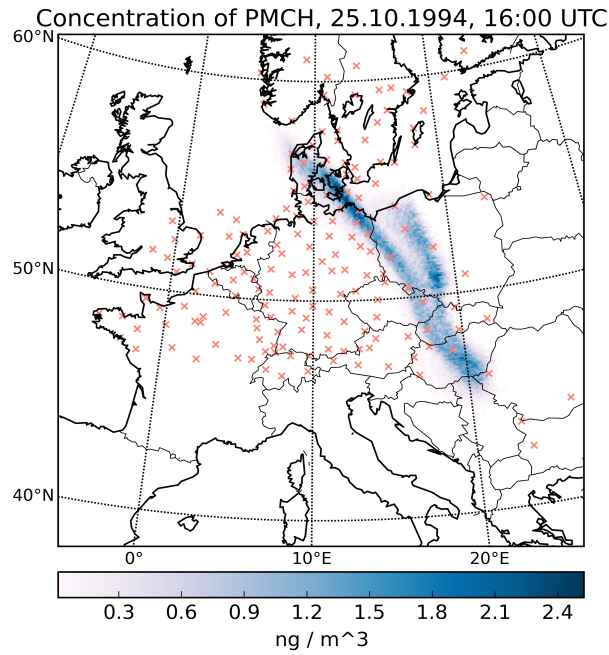 Concentration of PMCH, 25.10.1994, 16:00 UTC
60°N
50°N
40°N
0° 10°E 20°E
0.3 0.6 0.9 1.2 1.5 1.8 2.1 2.4
ng / m^3